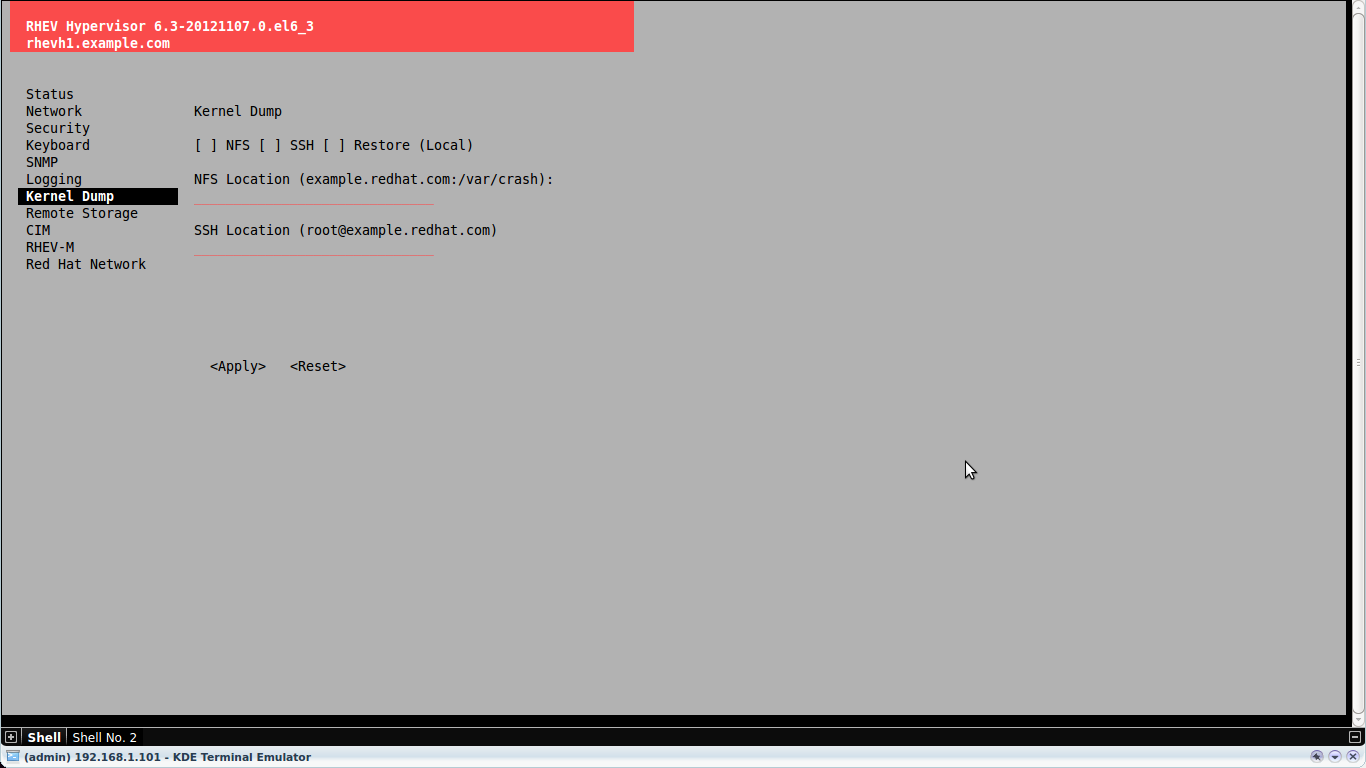 RHEV Hypervisor 6.3-20121107.0.el6_3
rhevh1.example.com
Status
Network
Security
Keyboard
SNMP
Logging
Kernel Dump
Remote Storage
CIM
RHEV-M
Red Hat Network
Kernel Dump
[ ] NFS [ ] SSH [ ] Restore (Local)
NFS Location (example.redhat.com:/var/crash):
SSH Location (root@example.redhat.com)
<Apply> <Reset>
Shell Shell No. 2
(admin) 192.168.1.101 - KDE Terminal Emulator